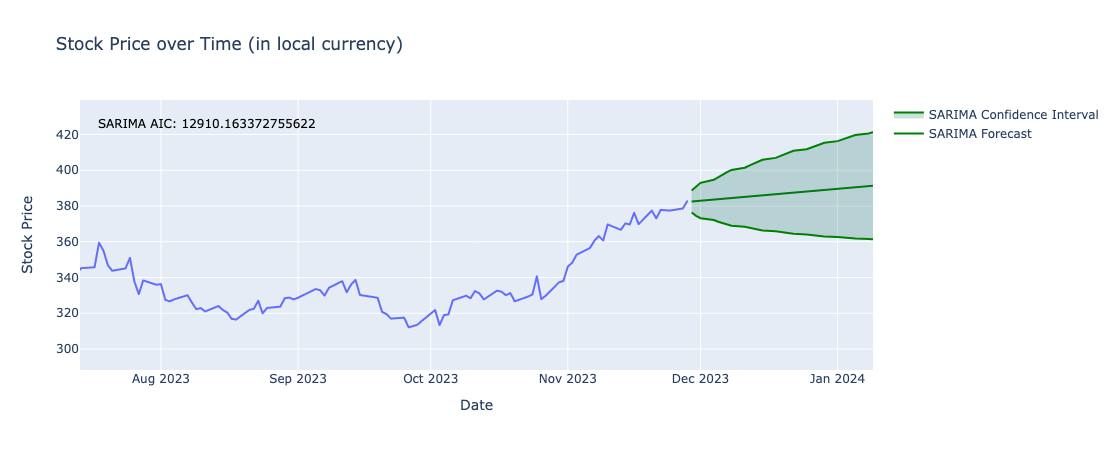 Stock Price over Time (in local currency)
SARIMA AIC: 12910.163372755622
SARIMA Confidence Interval
SARIMA Forecast
420
400
380
360
340
320
300
Stock Price
Aug 2023 Sep 2023 Oct 2023 Nov 2023 Dec 2023 Jan 2024
Date